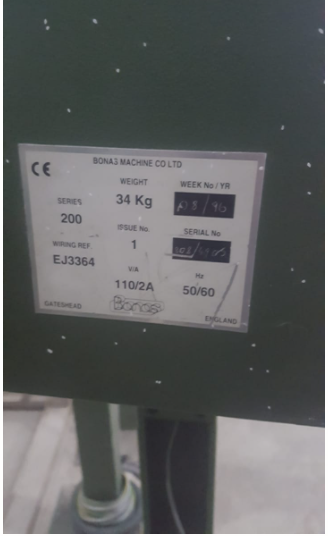 CE
BONAS MACHINE CO LTD
WEIGHT
WEEK No / YR
SERIES
34 Kg
200
ISSUE No.
SERIAL No
WIRING REF.
1
EJ3364
V/A
Hz
110/2A
50/60
GATESHEAD
Bonas
ENGLAND